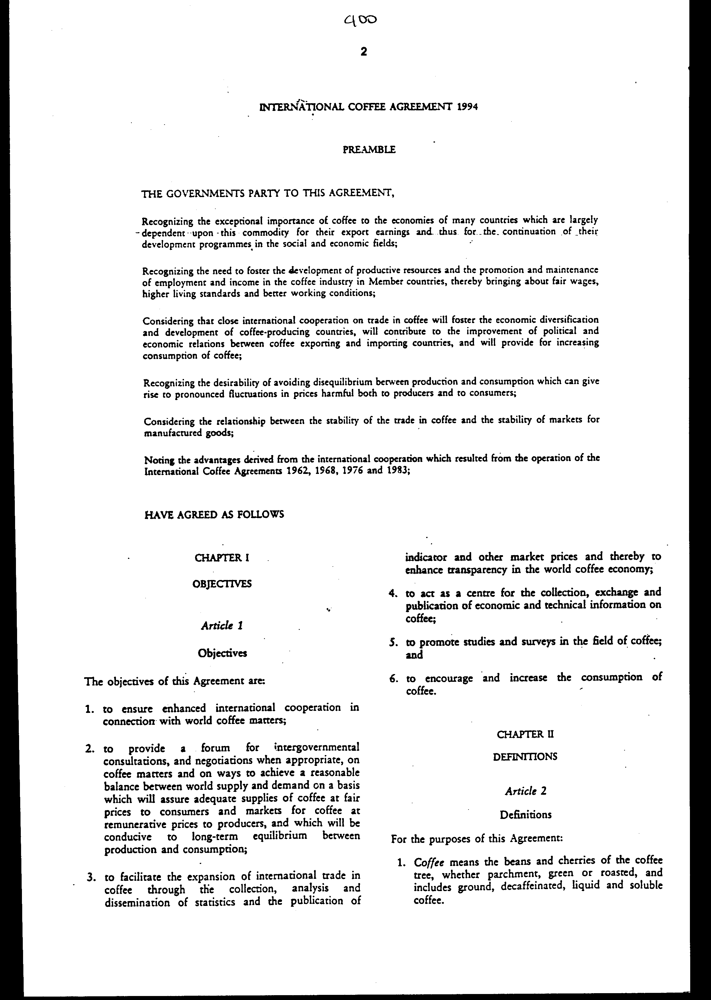 400
2
INTERNATIONAL COFFEE AGREEMENT 1994
PREAMBLE
THE GOVERNMENTS PARTY TO THIS AGREEMENT,
Recognizing the exceptional importance of coffee to the economies of many countries which are largely
dependent upon this commodity for their export earnings and thus for the continuation of their
development programmes in the social and economic fields;
Recognizing the need to foster the development of productive resources and the promotion and maintenance
of employment and income in the coffee industry in Member countries, thereby bringing about fair wages,
higher living standards and better working conditions;
Considering that close international cooperation on trade in coffee will foster the economic diversification
and development of coffee-producing countries, will contribute to the improvement of political and
economic relations between coffee exporting and importing countries, and will provide for increasing
consumption of coffee;
Recognizing the desirability of avoiding disequilibrium between production and consumption which can give
rise to pronounced fluctuations in prices harmful both to producers and to consumers;
Considering the relationship between the stability of the trade in coffee and the stability of markets for
manufactured goods;
Noting the advantages derived from the international cooperation which resulted from the operation of the
International Coffee Agreements 1962, 1968, 1976 and 1983;
HAVE AGREED AS FOLLOWS
CHAPTER I
OBJECTIVES
Article 1
Objectives
The objectives of this Agreement are:
1. to ensure enhanced international cooperation in
connection with world coffee matters;
2. to provide a forum for intergovernmental
consultations, and negotiations when appropriate, on
coffee matters and on ways to achieve a reasonable
balance between world supply and demand on a basis
which will assure adequate supplies of coffee at fair
prices to consumers and markets for coffee at
remunerative prices to producers, and which will be
conducive to long-term equilibrium between
production and consumption;
3. to facilitate the expansion of international trade in
coffee through the collection, analysis and
dissemination of statistics and the publication of
indicator and other market prices and thereby to
enhance transparency in the world coffee economy;
4. to act as a centre for the collection, exchange and
publication of economic and technical information on
coffee;
5. to promote studies and surveys in the field of coffee;
and
6. to encourage and increase the consumption of
coffee.
CHAPTER II
DEFINITIONS
Article 2
Definitions
For the purposes of this Agreement:
1. Coffee means the beans and cherries of the coffee
tree, whether parchment, green or roasted, and
includes ground, decaffeinated, liquid and soluble
coffee.